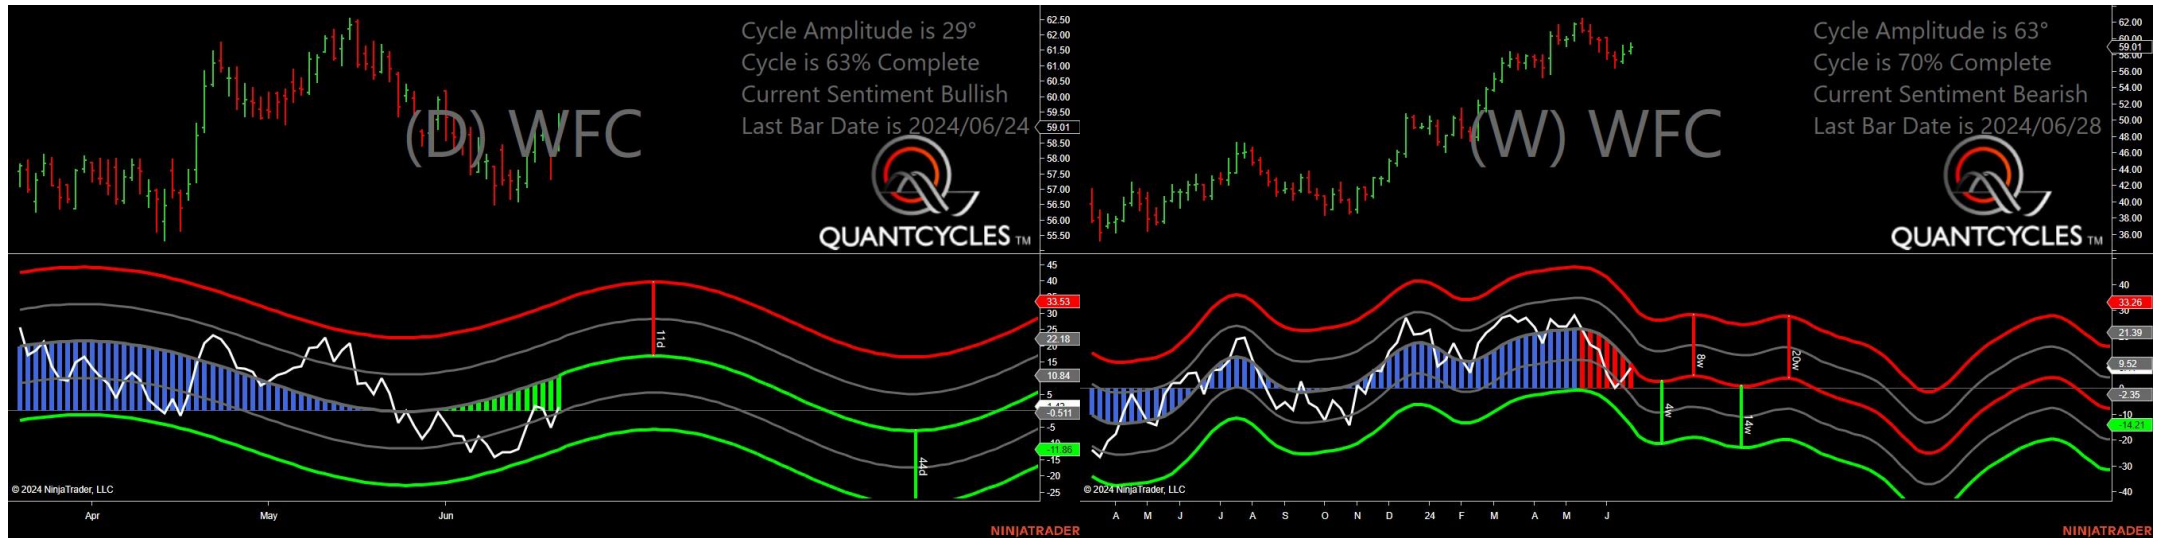 Cycle Amplitude is 29°
Cycle is 63% Complete
Current Sentiment Bullish
Last Bar Date is 2024/06/24
(D) WFC
QUANTCYCLES TM
62.50
62.00
61.50
61.00
60.50
60.00
59.50
59.01
58.50
58.00
57.50
57.00
56.50
56.00
55.50
45
40
33.53
30
25
22.18
15
10.84
5
-0.511
-5
-11.86
-15
-20
-25
11d
44d
© 2024 NinjaTrader, LLC
Apr
May
Jun
NINJATRADER
Cycle Amplitude is 63°
Cycle is 70% Complete
Current Sentiment Bearish
Last Bar Date is 2024/06/28
(W) WFC
QUANTCYCLES TM
62.00
60.00
59.01
58.00
56.00
54.00
52.00
50.00
48.00
46.00
44.00
42.00
40.00
38.00
36.00
40
33.26
30
21.39
9.52
0
-2.35
-10
-14.21
-20
-30
-40
8w
20w
4w
14w
© 2024 NinjaTrader, LLC
A M J J A S O N D 24 F M A M J
NINJATRADER